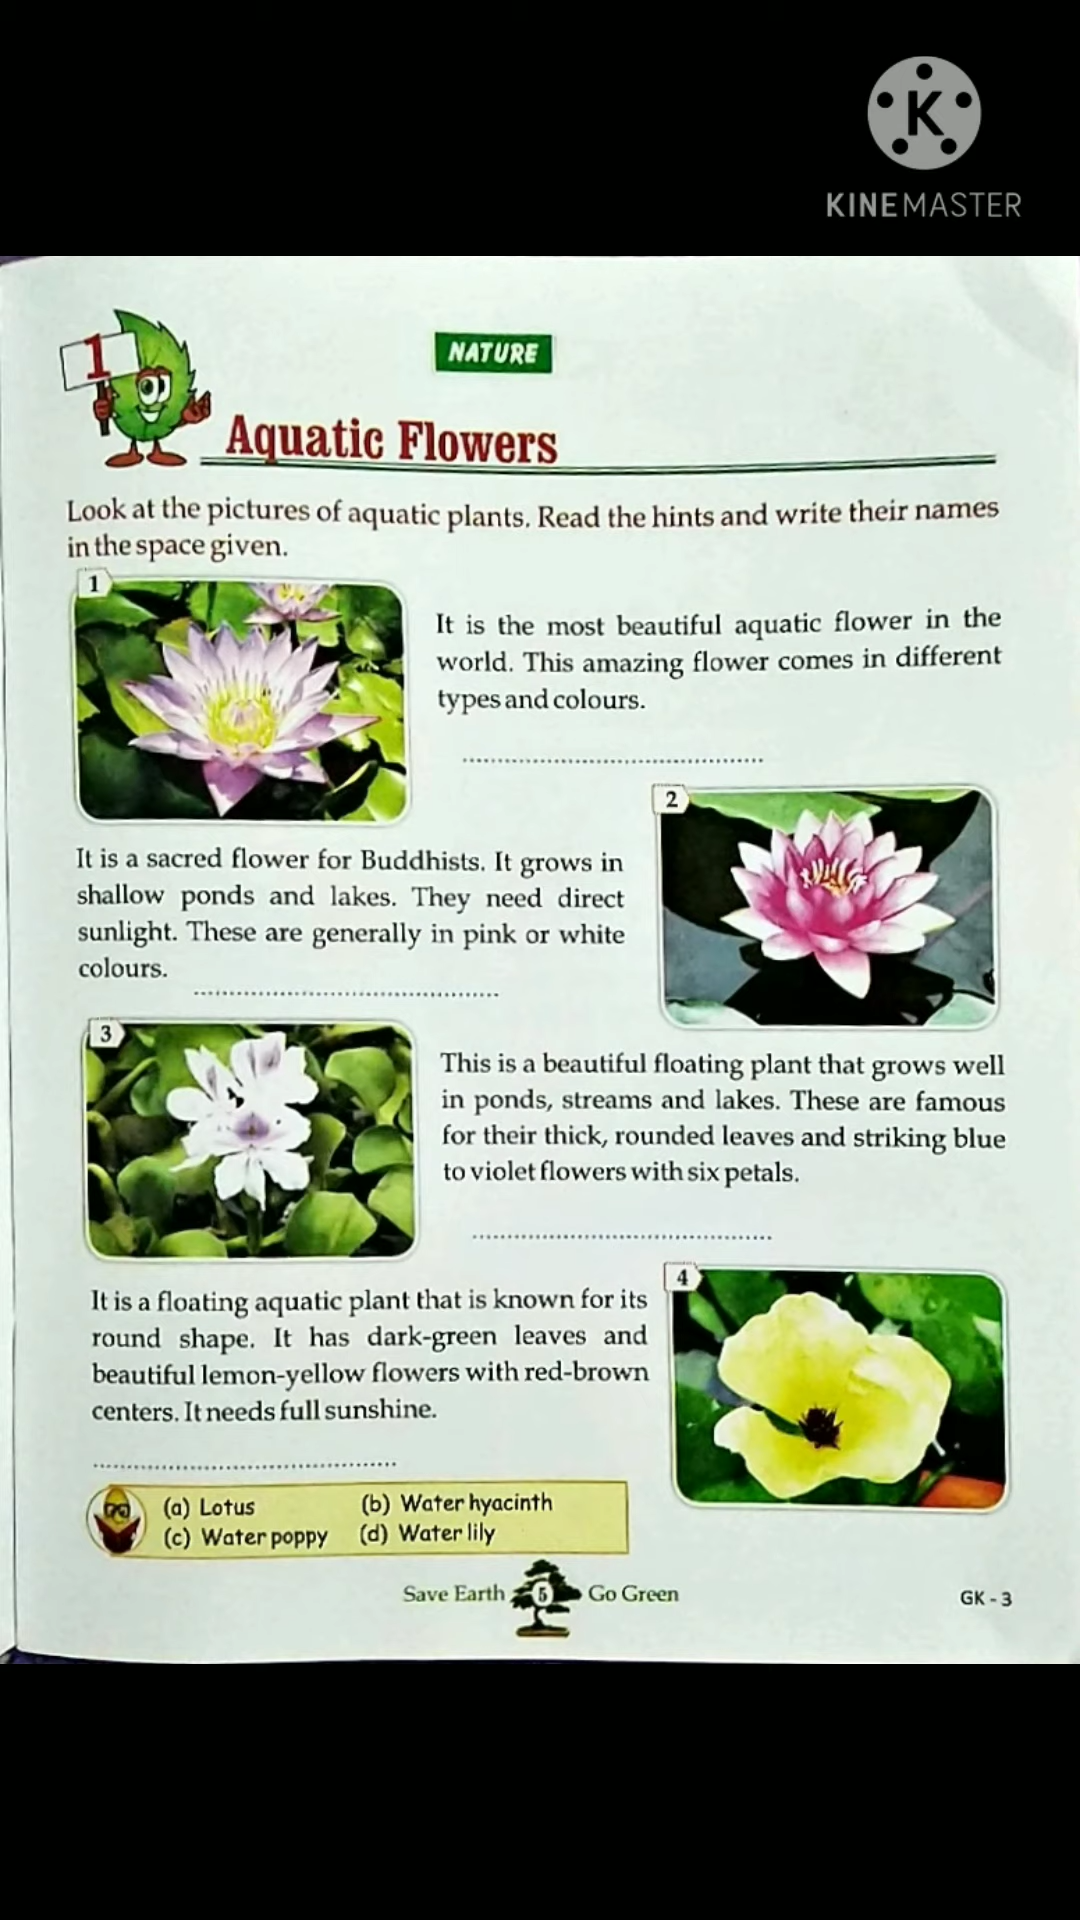 K
KINEMASTER
1
NATURE
Aquatic Flowers
Look at the pictures of aquatic plants. Read the hints and write their names
in the space given.
1
It is the most beautiful aquatic flower in the
world. This amazing flower comes in different
types and colours.
2
It is a sacred flower for Buddhists. It grows in
shallow ponds and lakes. They need direct
sunlight. These are generally in pink or white
colours.
3
This is a beautiful floating plant that grows well
in ponds, streams and lakes. These are famous
for their thick, rounded leaves and striking blue
to violet flowers with six petals.
4
It is a floating aquatic plant that is known for its
round shape. It has dark-green leaves and
beautiful lemon-yellow flowers with red-brown
centers. It needs full sunshine.
(a) Lotus (b) Water hyacinth
(c) Water poppy (d) Water lily
Save Earth 5 Go Green
GK - 3